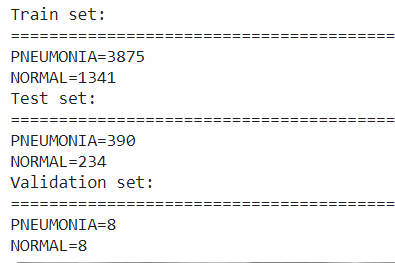 Train set:
========================================
PNEUMONIA=3875
NORMAL=1341
Test set:
========================================
PNEUMONIA=390
NORMAL=234
Validation set:
========================================
PNEUMONIA=8
NORMAL=8